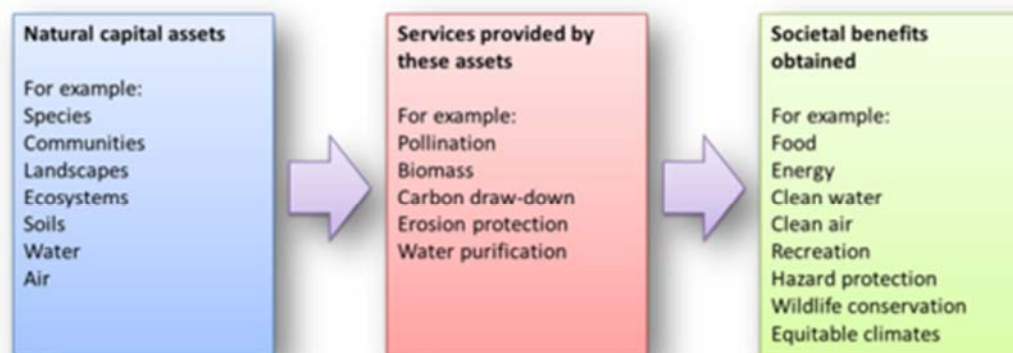 Natural capital assets
For example:
Species
Communities
Landscapes
Ecosystems
Soils
Water
Air
Services provided by
these assets
For example:
Pollination
Biomass
Carbon draw-down
Erosion protection
Water purification
Societal benefits
obtained
For example:
Food
Energy
Clean water
Clean air
Recreation
Hazard protection
Wildlife conservation
Equitable climates